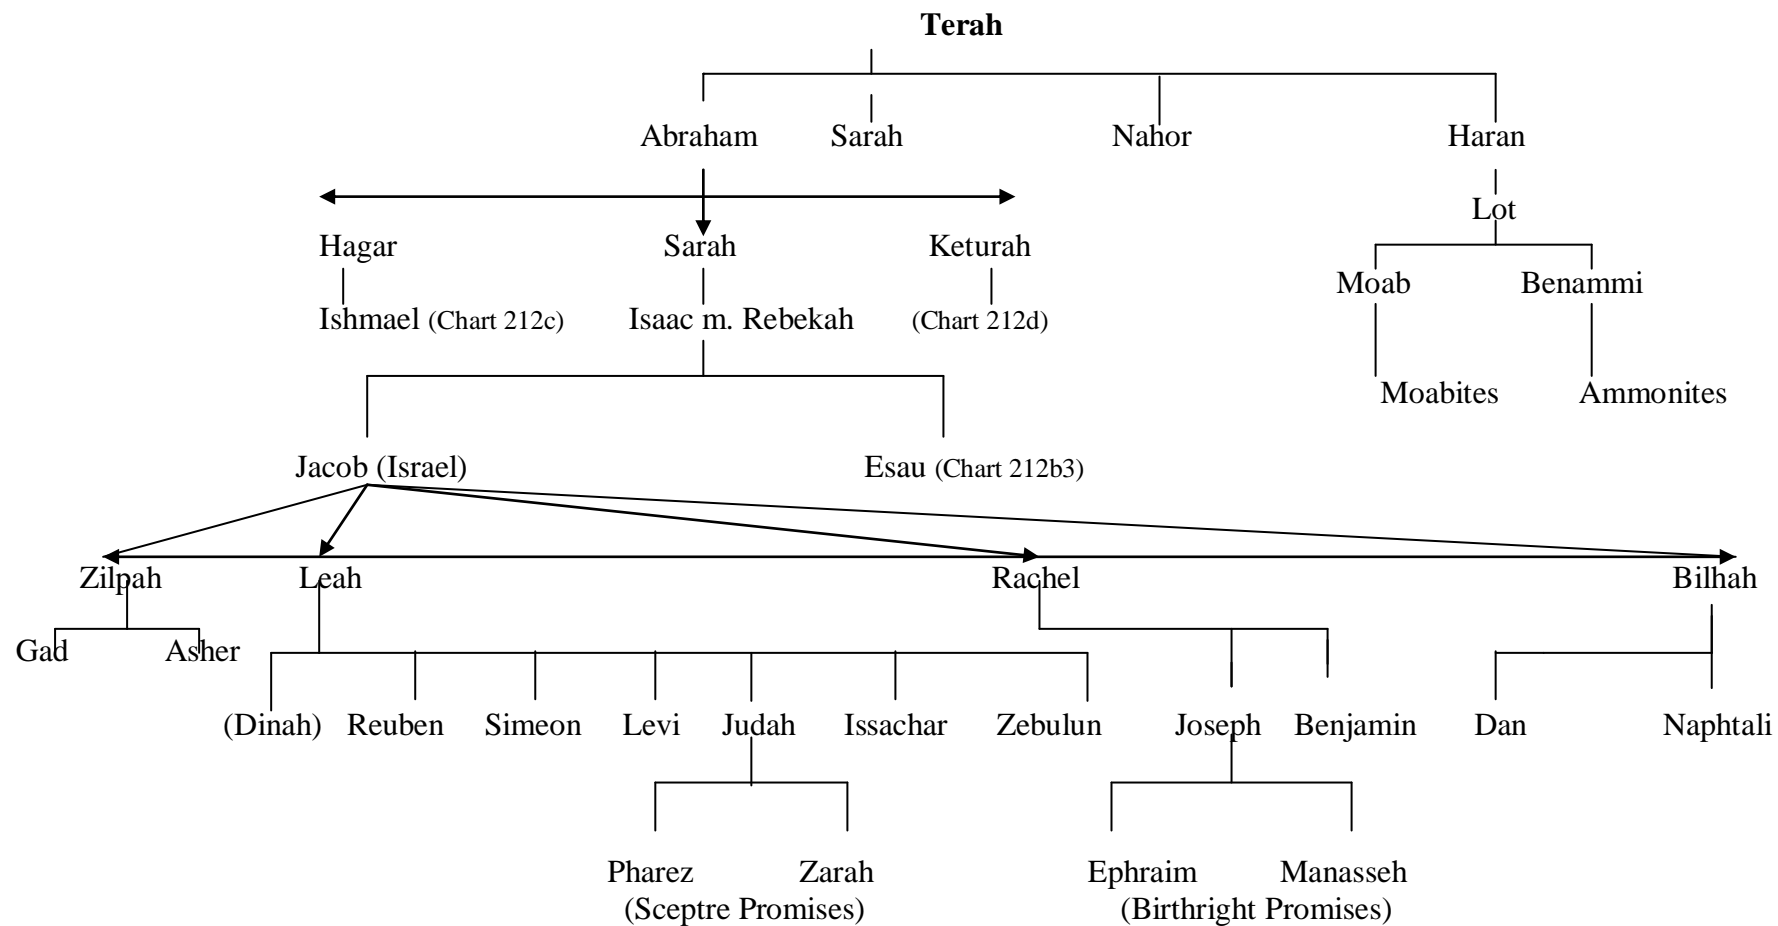 Terah
Abraham Sarah Nahor Haran
Lot
Hagar Sarah Keturah
Moab Benammi
Ishmael (Chart 212c) Isaac m. Rebekah (Chart 212d)
Moabites Ammonites
Jacob (Israel) Esau (Chart 212b3)
Zilpah Leah Rachel Bilhah
Gad Asher
(Dinah) Reuben Simeon Levi Judah Issachar Zebulun Joseph Benjamin Dan Naphtali
Pharez Zarah Ephraim Manasseh
(Sceptre Promises) (Birthright Promises)